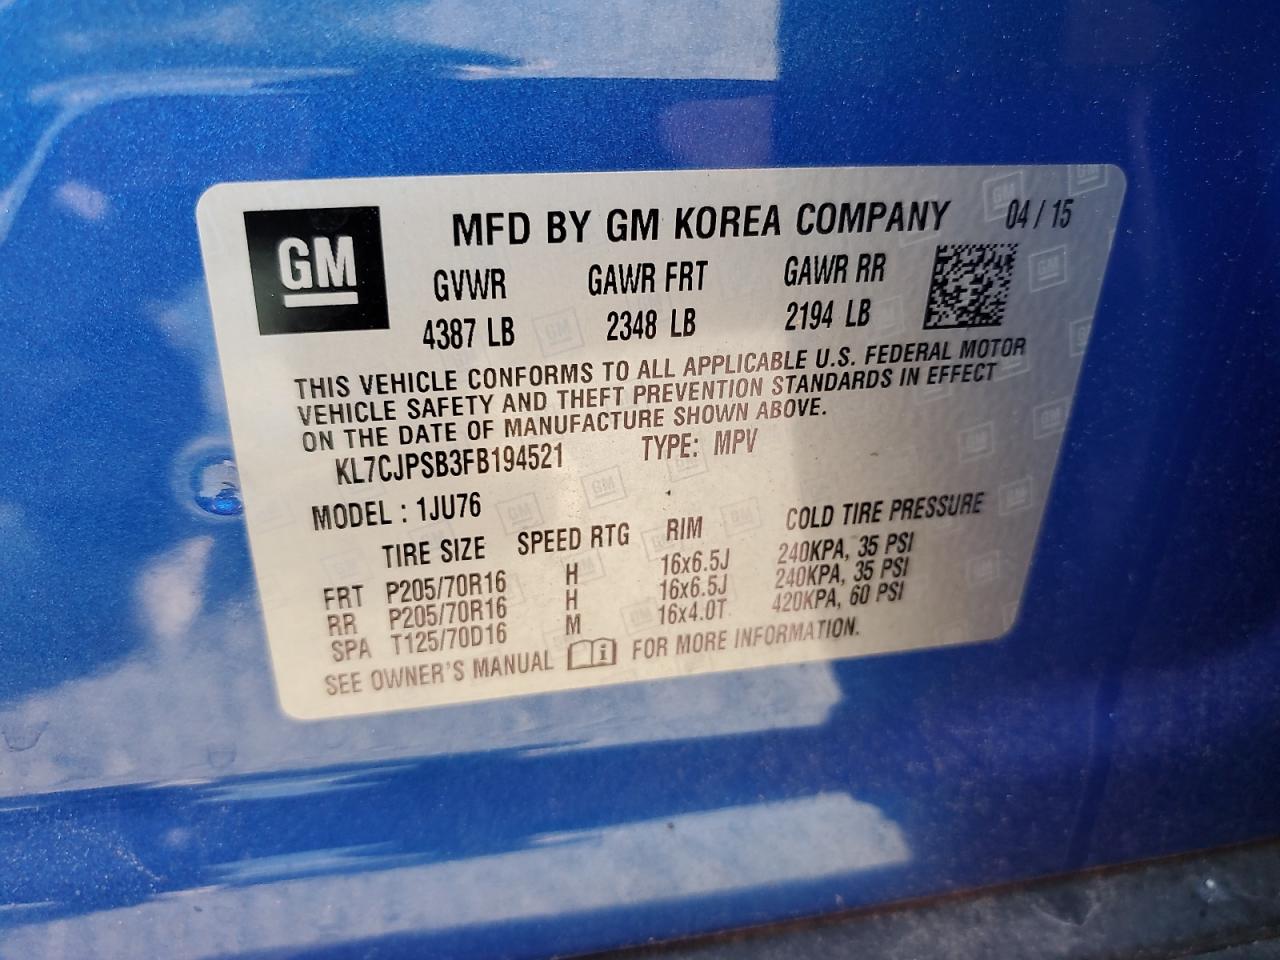 GM
MFD BY GM KOREA COMPANY 04 / 15
GVWR GAWR FRT GAWR RR
4387 LB 2348 LB 2194 LB
THIS VEHICLE CONFORMS TO ALL APPLICABLE U.S. FEDERAL MOTOR
VEHICLE SAFETY AND THEFT PREVENTION STANDARDS IN EFFECT
ON THE DATE OF MANUFACTURE SHOWN ABOVE.
KL7CJPSB3FB194521 TYPE: MPV
MODEL : 1JU76
TIRE SIZE SPEED RTG RIM COLD TIRE PRESSURE
FRT P205/70R16 H 16x6.5J 240KPA, 35 PSI
RR P205/70R16 H 16x6.5J 240KPA, 35 PSI
SPA T125/70D16 M 16x4.0T 420KPA, 60 PSI
SEE OWNER'S MANUAL FOR MORE INFORMATION.